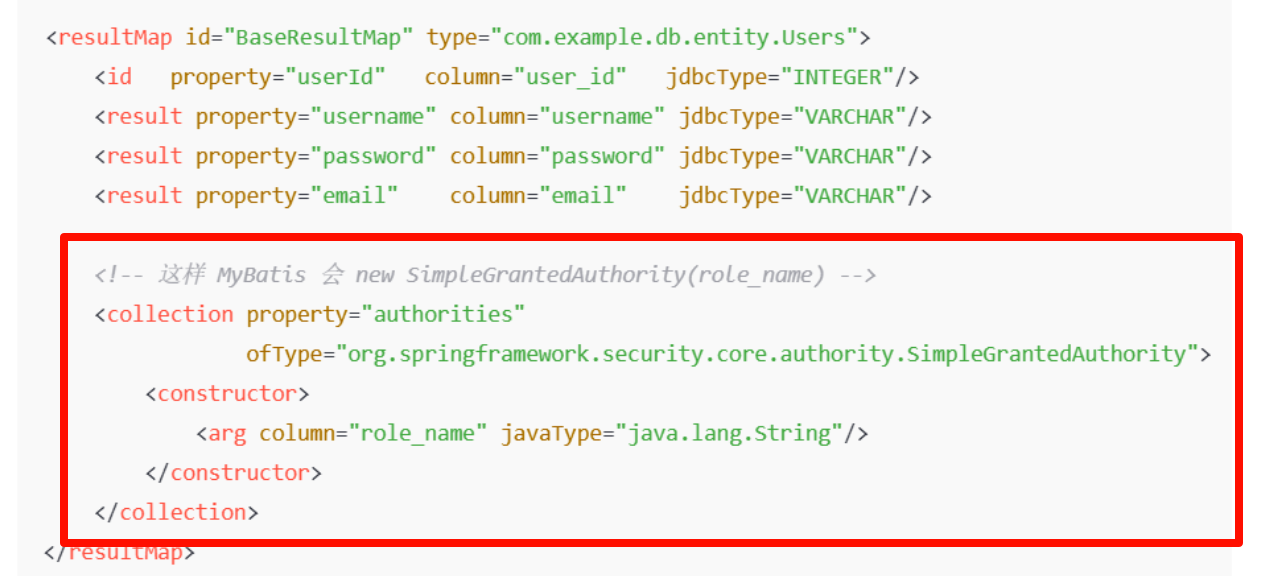 <resultMap id="BaseResultMap" type="com.example.db.entity.Users">
<id property="userId" column="user_id" jdbcType="INTEGER"/>
<result property="username" column="username" jdbcType="VARCHAR"/>
<result property="password" column="password" jdbcType="VARCHAR"/>
<result property="email" column="email" jdbcType="VARCHAR"/>
<!-- 这样 MyBatis 会 new SimpleGrantedAuthority(role_name) -->
<collection property="authorities"
ofType="org.springframework.security.core.authority.SimpleGrantedAuthority">
<constructor>
<arg column="role_name" javaType="java.lang.String"/>
</constructor>
</collection>
</resultMap>